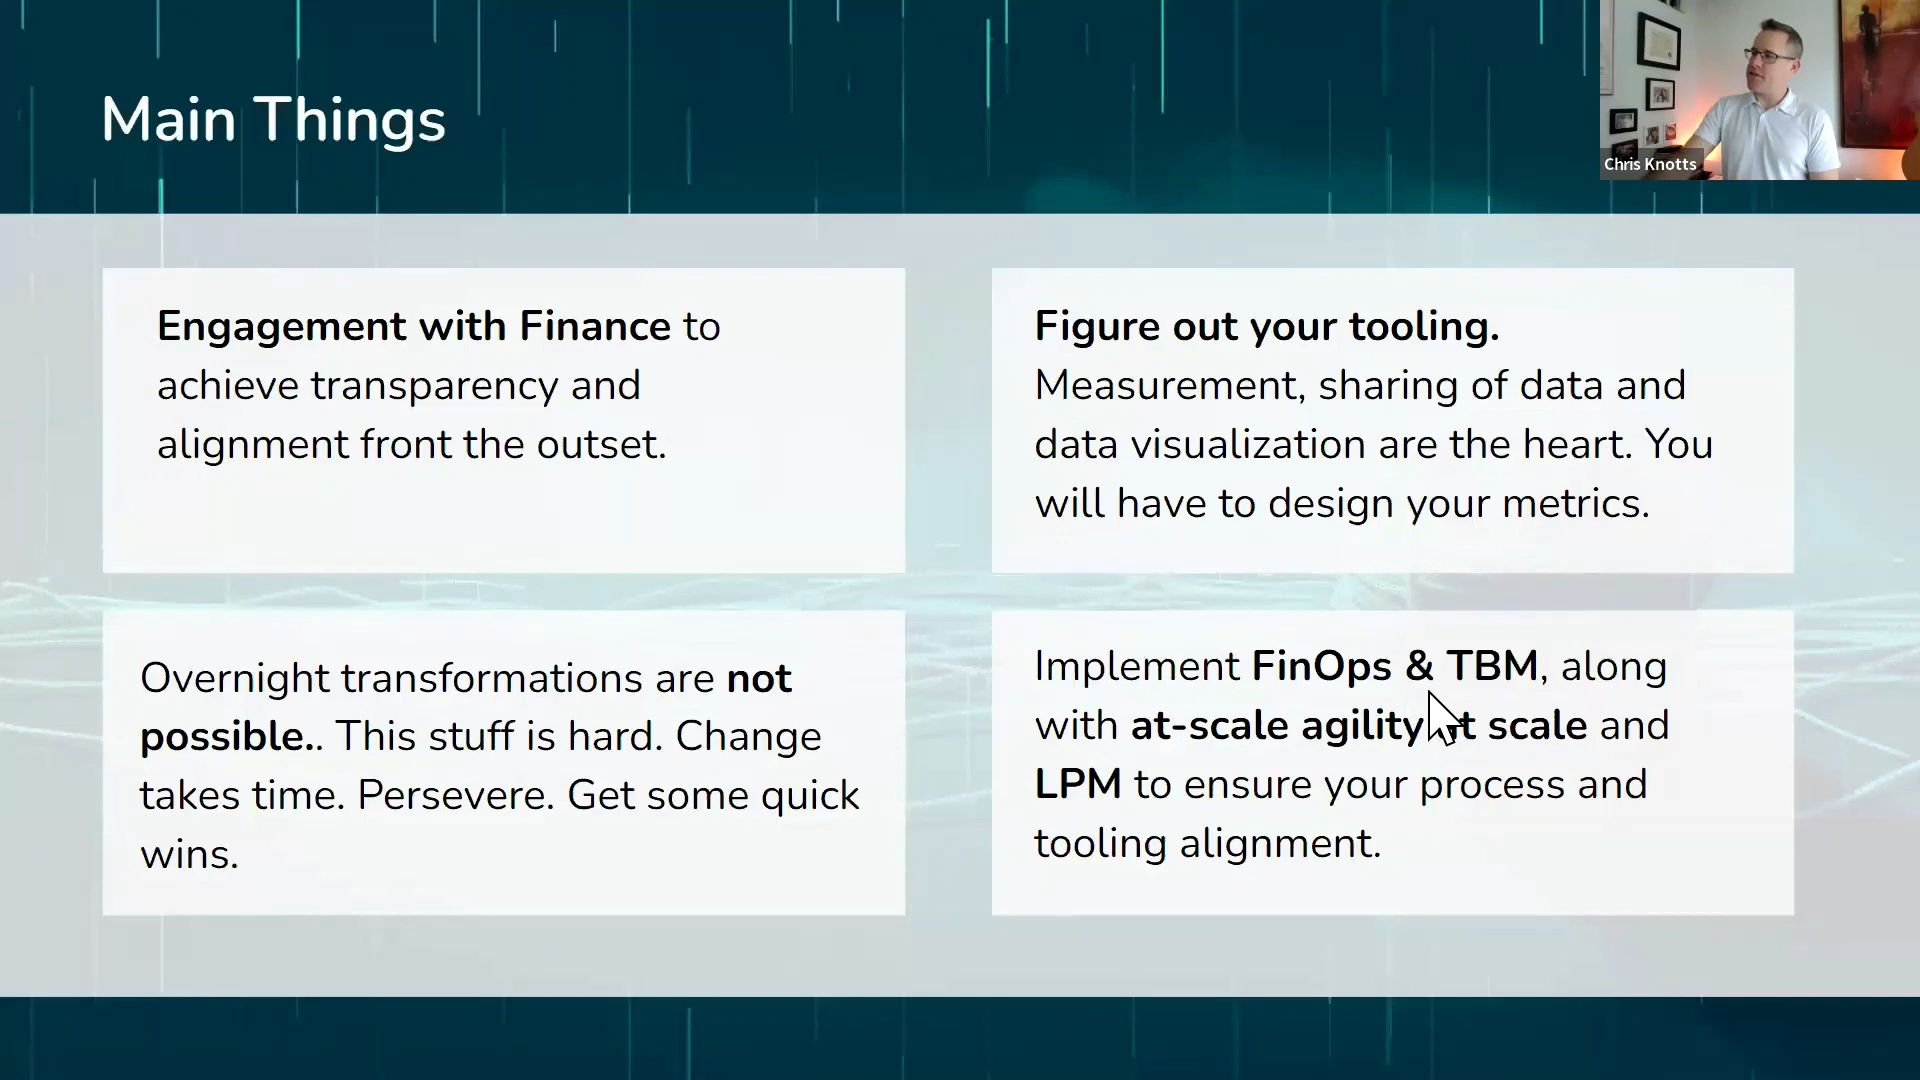 Main Things
Chris Knotts
Engagement with Finance to
achieve transparency and
alignment front the outset.
Figure out your tooling.
Measurement, sharing of data and
data visualization are the heart. You
will have to design your metrics.
Overnight transformations are not
possible.. This stuff is hard. Change
takes time. Persevere. Get some quick
wins.
Implement FinOps & TBM, along
with at-scale agility at scale and
LPM to ensure your process and
tooling alignment.